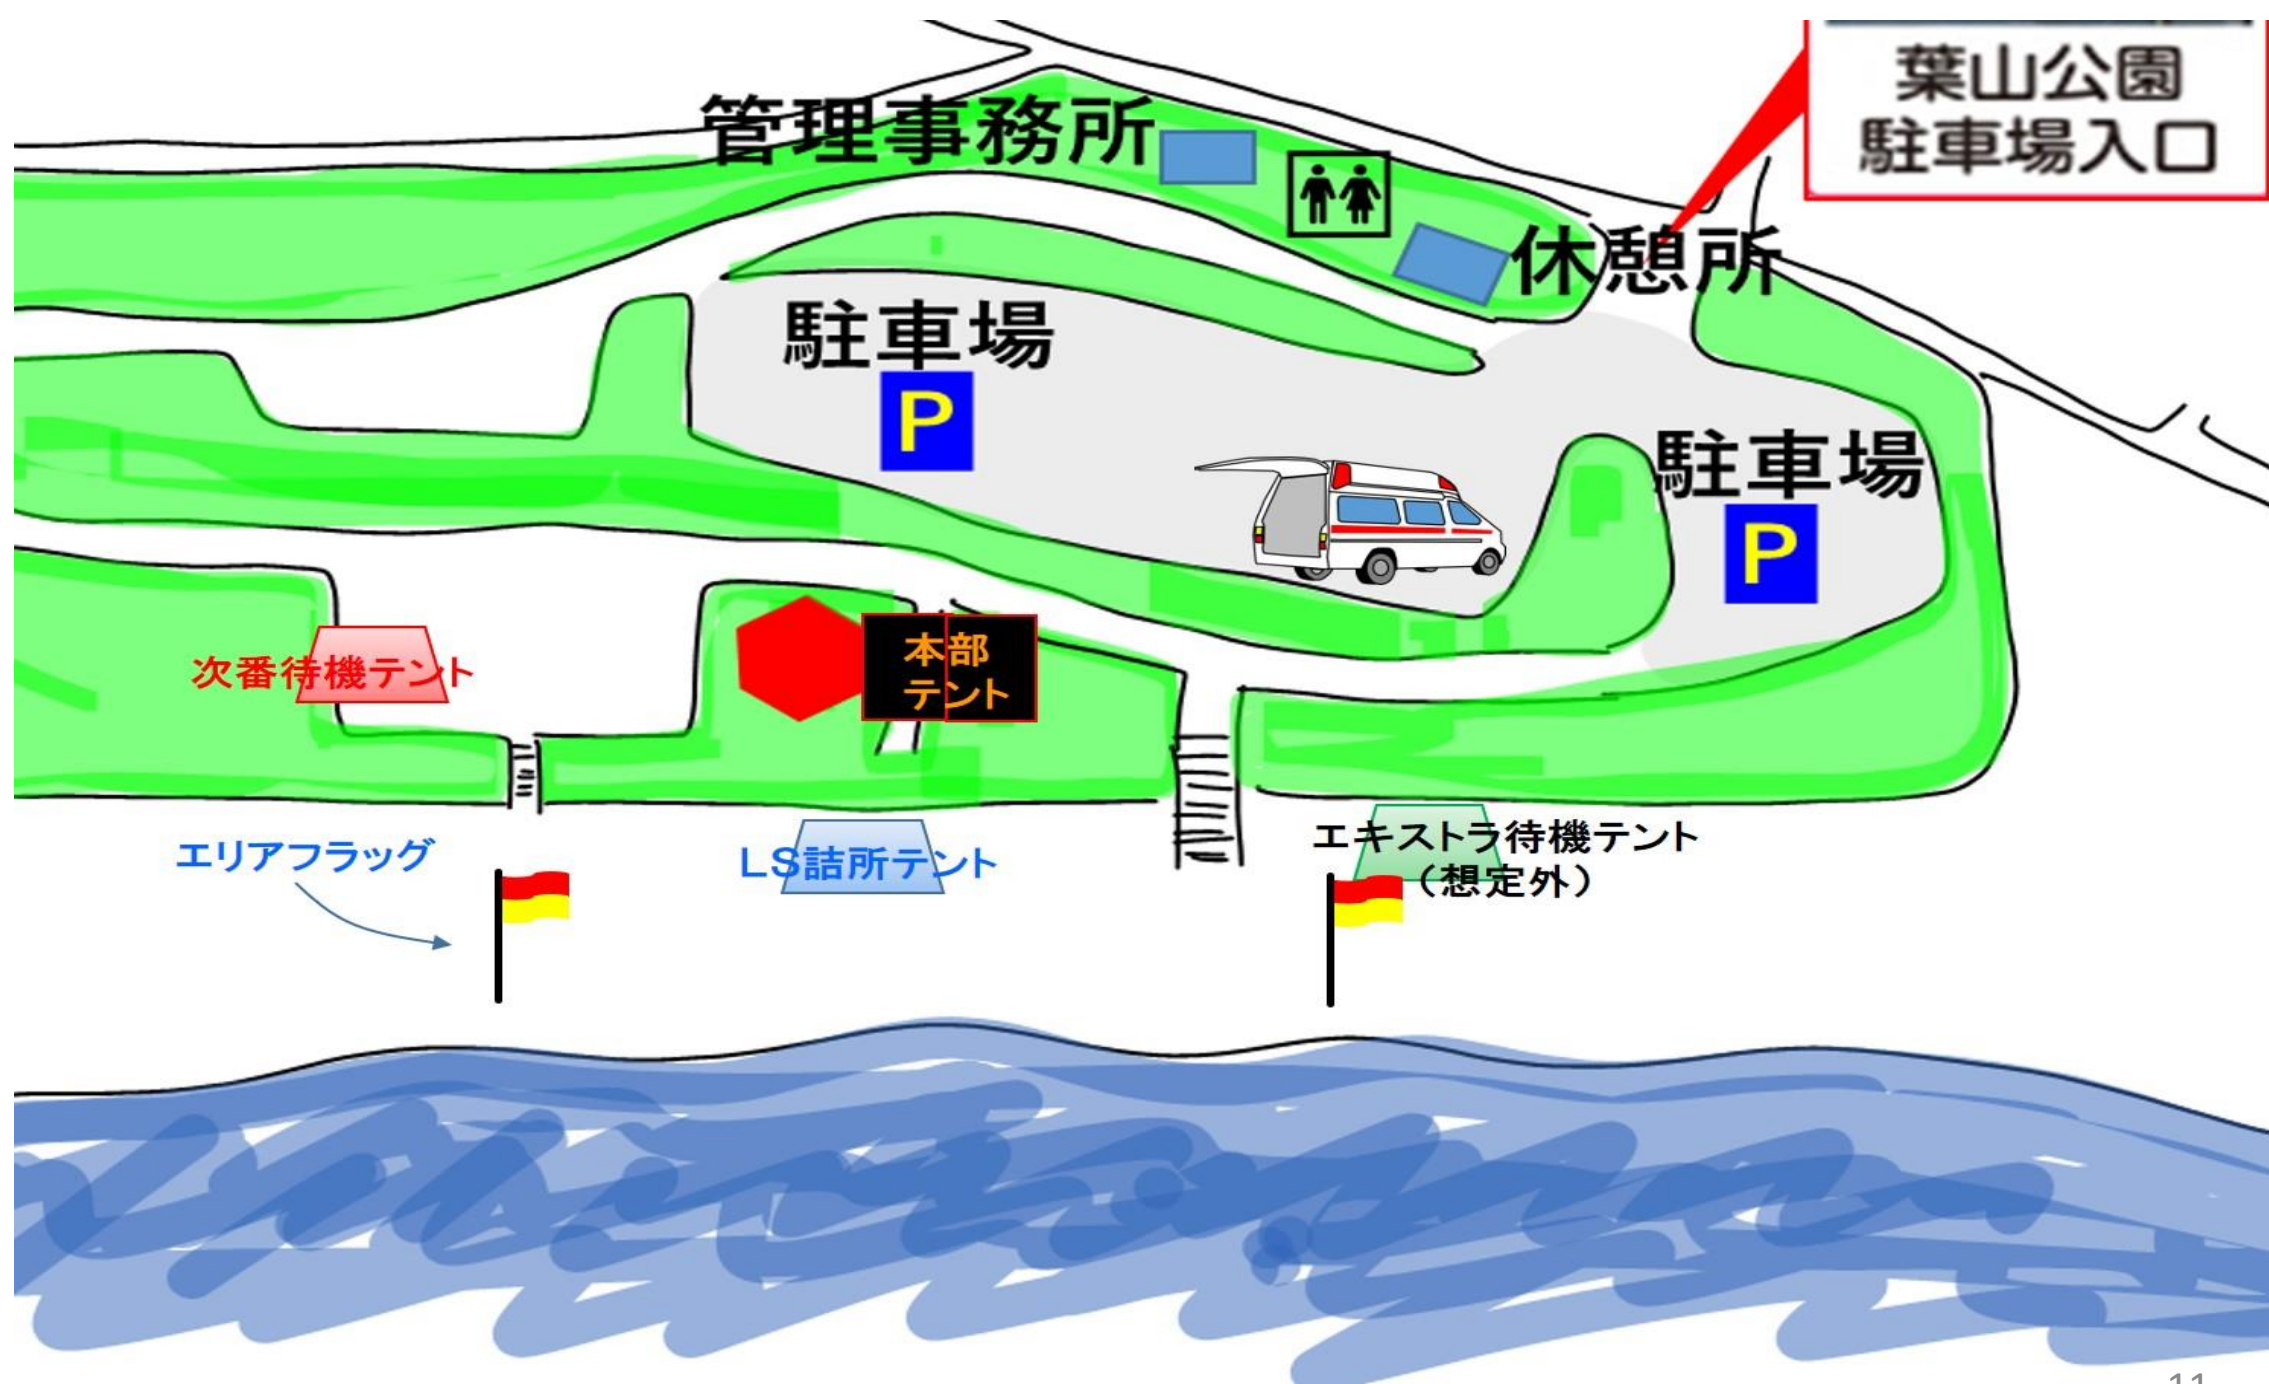 葉山公園
駐車場入口
管理事務所
休憩所
駐車場
P
駐車場
P
本部
テント
次番待機テント
エリアフラッグ
LS詰所テント
エキストラ待機テント
（想定外）
11